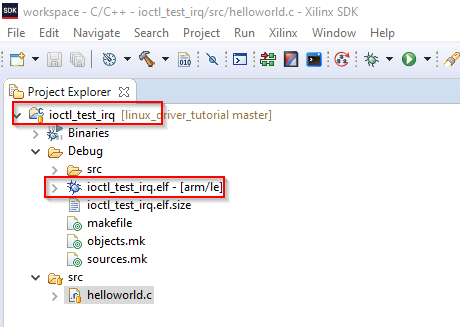 SDK workspace - C/C++ - ioctl_test_irq/src/helloworld.c - Xilinx SDK
File Edit Navigate Search Project Run Xilinx Window Help
010
Project Explorer
ioctl_test_irq [linux_driver_tutorial master]
Binaries
Debug
src
ioctl_test_irq.elf - [arm/le]
ioctl_test_irq.elf.size
makefile
objects.mk
sources.mk
src
helloworld.c